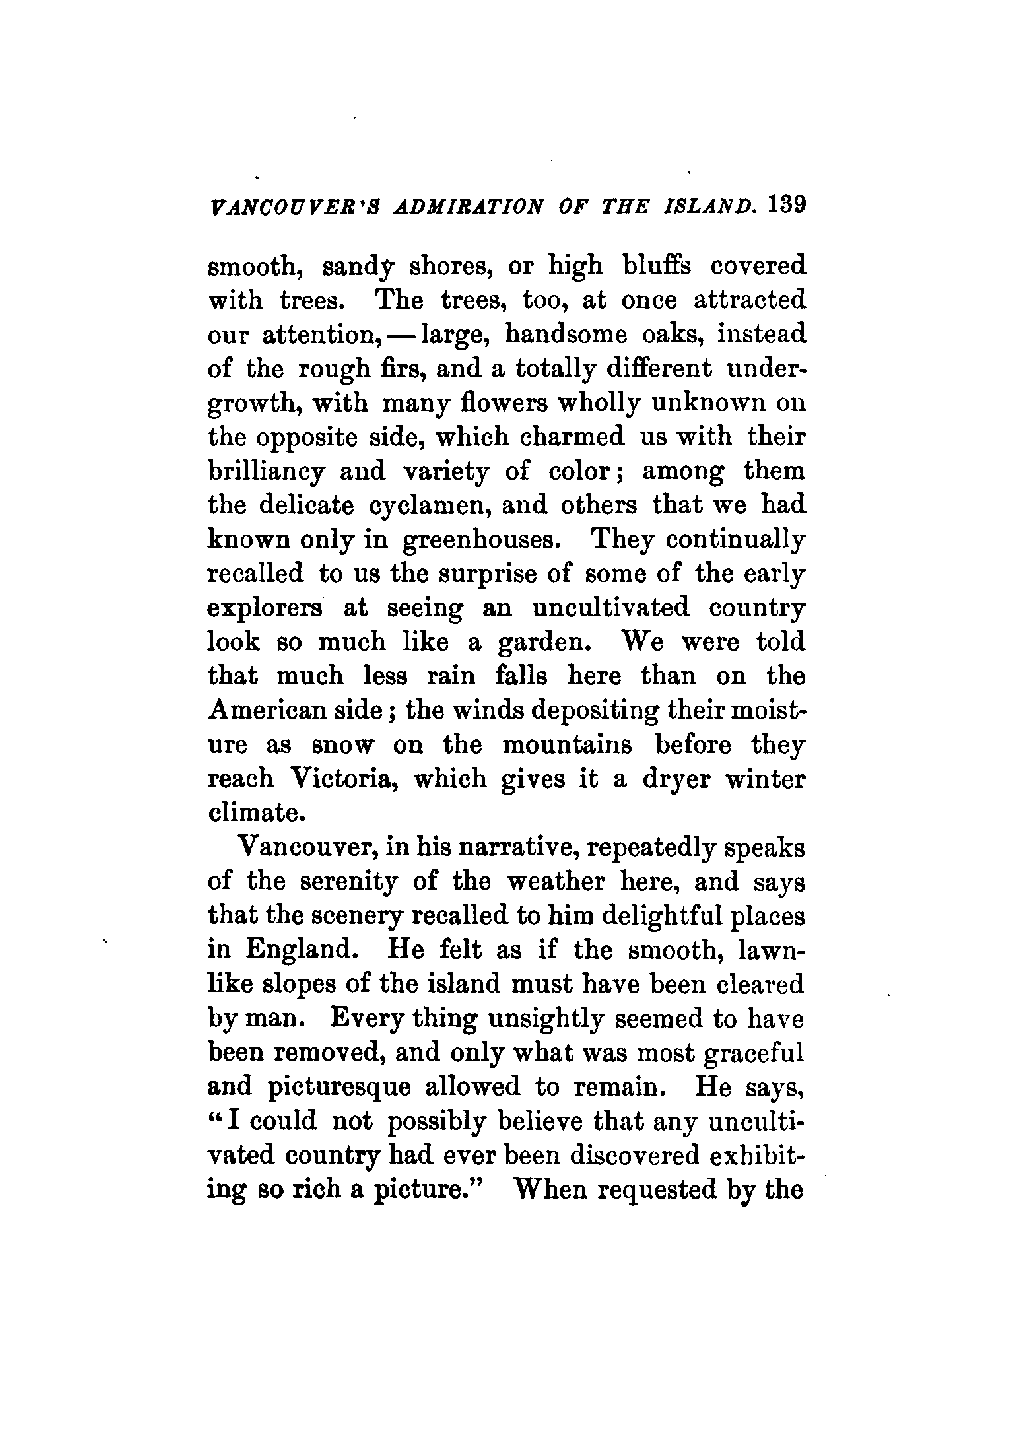 VANCOUVER'S ADMIRATION OF THE ISLAND. 139
smooth, sandy shores, or high bluffs covered
with trees. The trees, too, at once attracted
our attention,—large, handsome oaks, instead
of the rough firs, and a totally different under-
growth, with many flowers wholly unknown on
the opposite side, which charmed us with their
brilliancy and variety of color; among them
the delicate cyclamen, and others that we had
known only in greenhouses. They continually
recalled to us the surprise of some of the early
explorers at seeing an uncultivated country
look so much like a garden. We were told
that much less rain falls here than on the
American side; the winds depositing their moist-
ure as snow on the mountains before they
reach Victoria, which gives it a dryer winter
climate.
Vancouver, in his narrative, repeatedly speaks
of the serenity of the weather here, and says
that the scenery recalled to him delightful places
in England. He felt as if the smooth, lawn-
like slopes of the island must have been cleared
by man. Every thing unsightly seemed to have
been removed, and only what was most graceful
and picturesque allowed to remain. He says,
"I could not possibly believe that any unculti-
vated country had ever been discovered exhibit-
ing so rich a picture." When requested by the